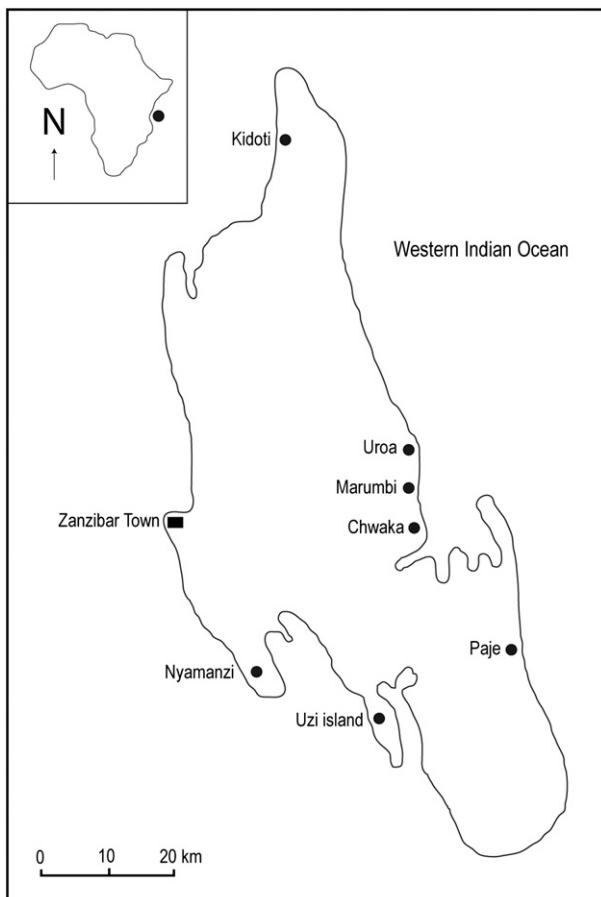 N
Kidoti
Western Indian Ocean
Uroa
Marumbi
Zanzibar Town
Chwaka
Paje
Nyamanzi
Uzi island
0 10 20 km